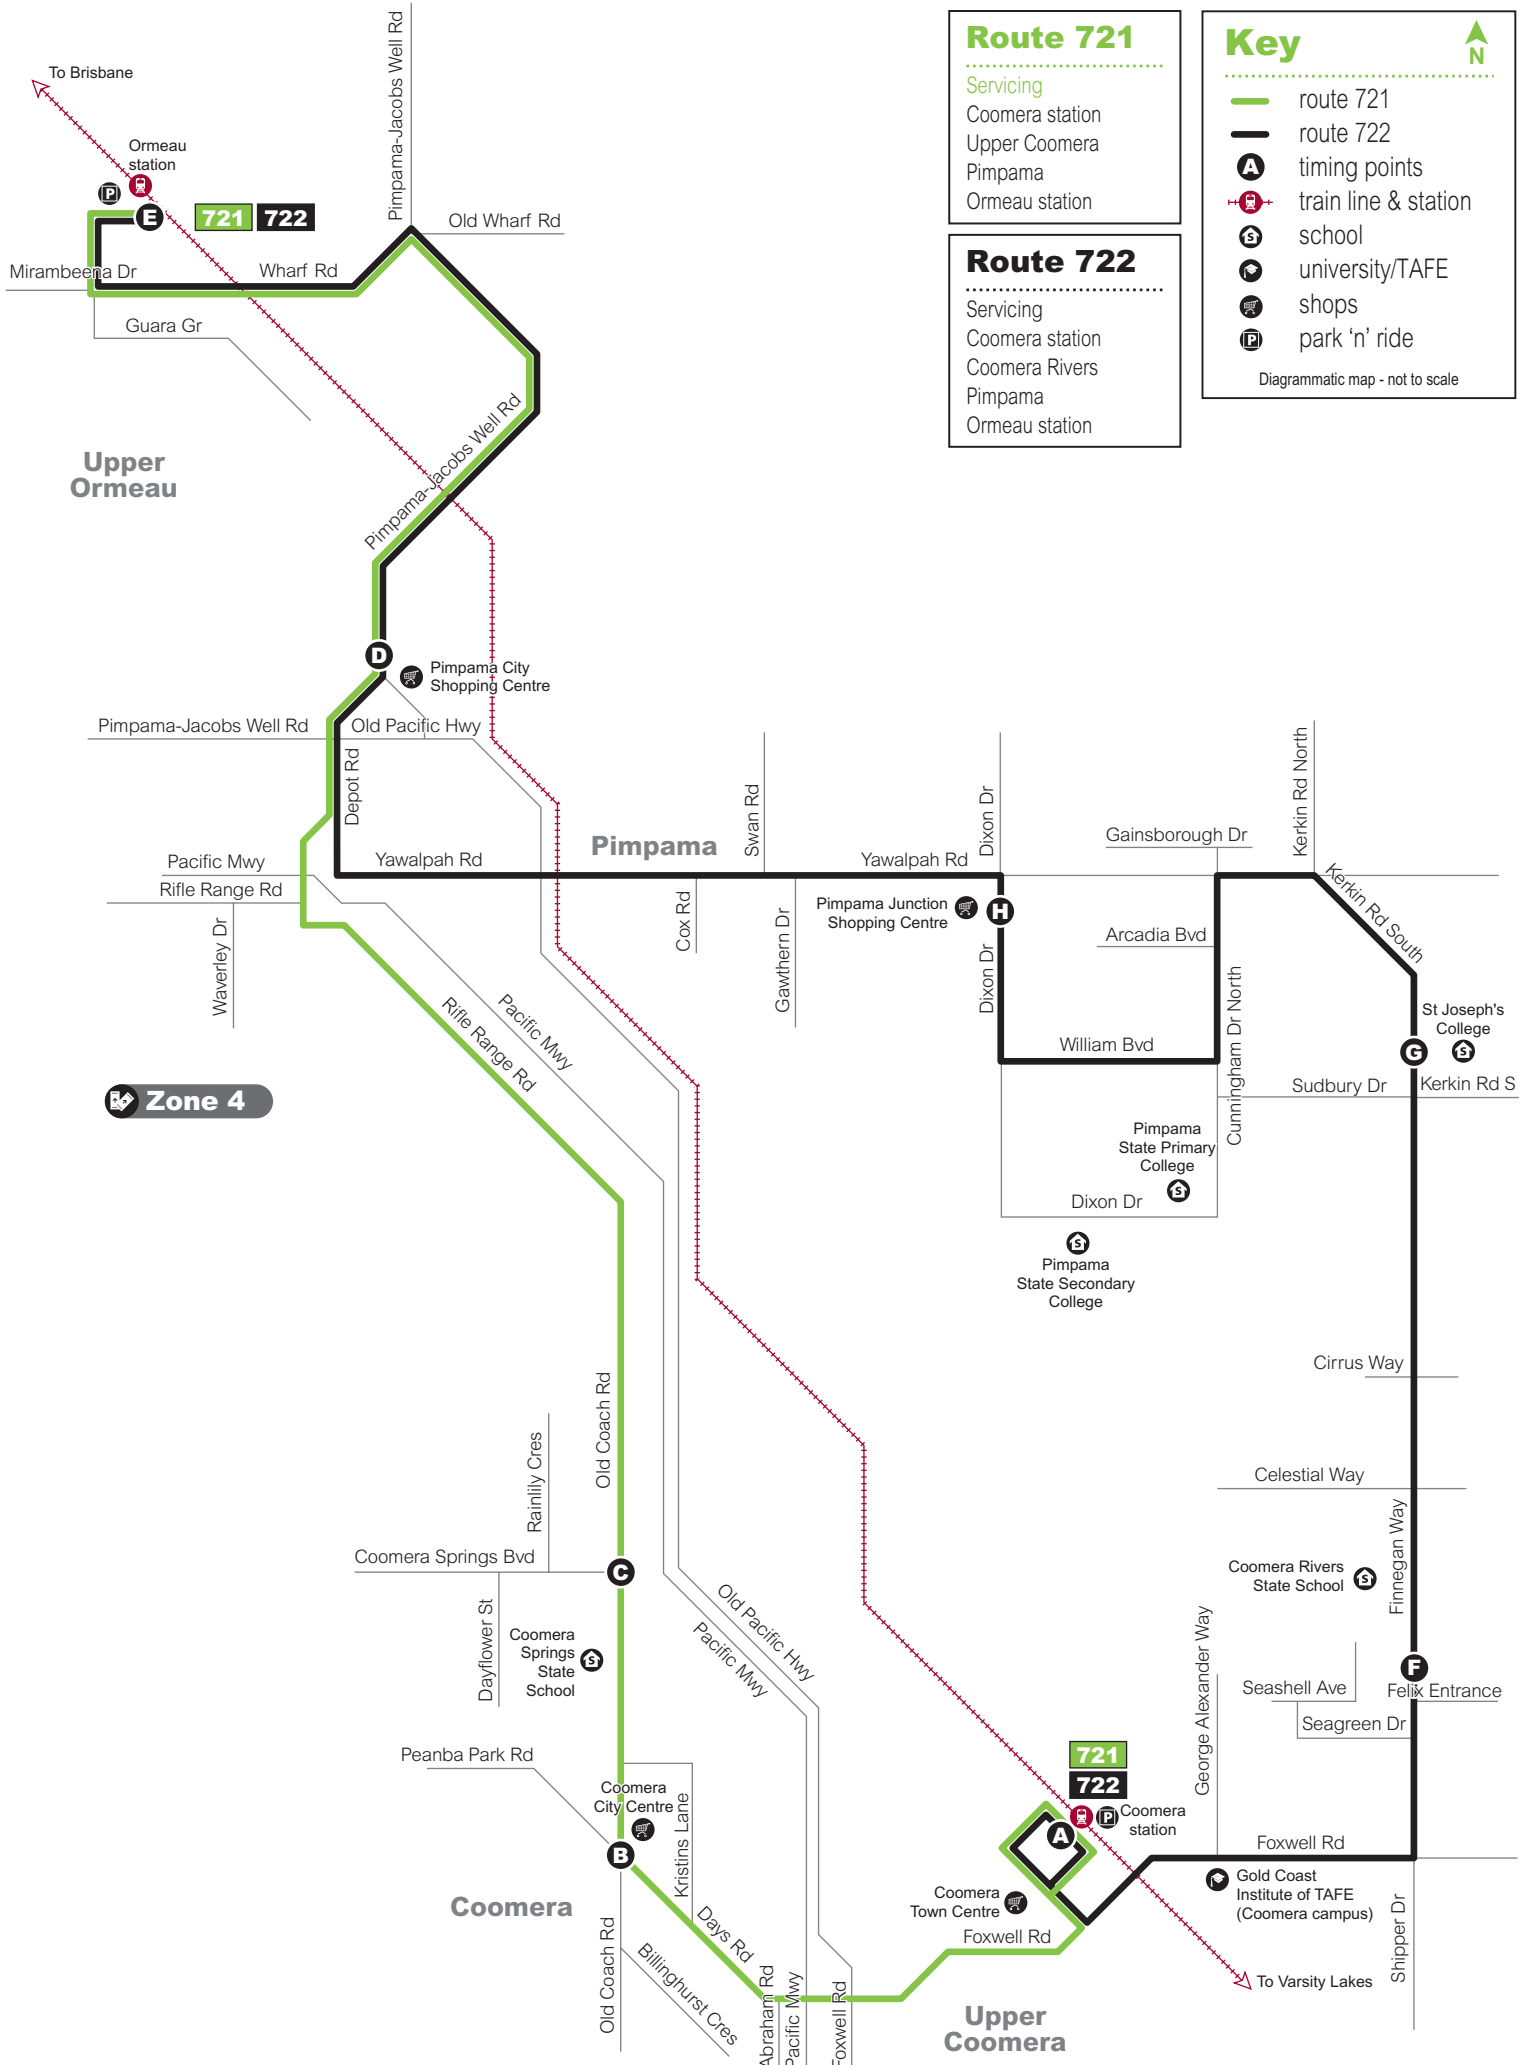 Route 721
Servicing
Coomera station
Upper Coomera
Pimpama
Ormeau station
Route 722
Servicing
Coomera station
Coomera Rivers
Pimpama
Ormeau station
Key
N
route 721
route 722
A
timing points
train line & station
S
school
university/TAFE
shops
P
park ‘n’ ride
Diagrammatic map - not to scale
To Brisbane
Ormeau
station
P
E
721
722
Pimpama-Jacobs Well Rd
Old Wharf Rd
Mirambeena Dr
Wharf Rd
Guara Gr
Upper
Ormeau
Pimpama-Jacobs Well Rd
D
Pimpama City
Shopping Centre
Pimpama-Jacobs Well Rd
Old Pacific Hwy
Depot Rd
Pacific Mwy
Rifle Range Rd
Waverley Dr
Yawalpah Rd
Pimpama
Swan Rd
Cox Rd
Gawthern Dr
Yawalpah Rd
Dixon Dr
Pimpama Junction
Shopping Centre
H
Dixon Dr
Gainsborough Dr
Kerkin Rd North
Kerkin Rd South
Arcadia Bvd
Cunningham Dr North
William Bvd
St Joseph's
College
S
G
Sudbury Dr
Kerkin Rd S
Pimpama
State Primary
College
S
Dixon Dr
S
Pimpama
State Secondary
College
Rifle Range Rd
Pacific Mwy
Zone 4
Cirrus Way
Celestial Way
Old Coach Rd
Rainlily Cres
Coomera Springs Bvd
C
Dayflower St
Coomera
Springs
State
School
S
Old Pacific Hwy
Pacific Mwy
Finnegan Way
Coomera Rivers
State School
S
George Alexander Way
F
Seashell Ave
Felix Entrance
Seagreen Dr
Peanba Park Rd
Coomera
City Centre
Kristins Lane
B
721
722
P
Coomera
station
A
Foxwell Rd
Gold Coast
Institute of TAFE
(Coomera campus)
Coomera
Town Centre
Coomera
Days Rd
Foxwell Rd
Old Coach Rd
Billinghurst Cres
Abraham Rd
Pacific Mwy
Foxwell Rd
Shipper Dr
To Varsity Lakes
Upper
Coomera